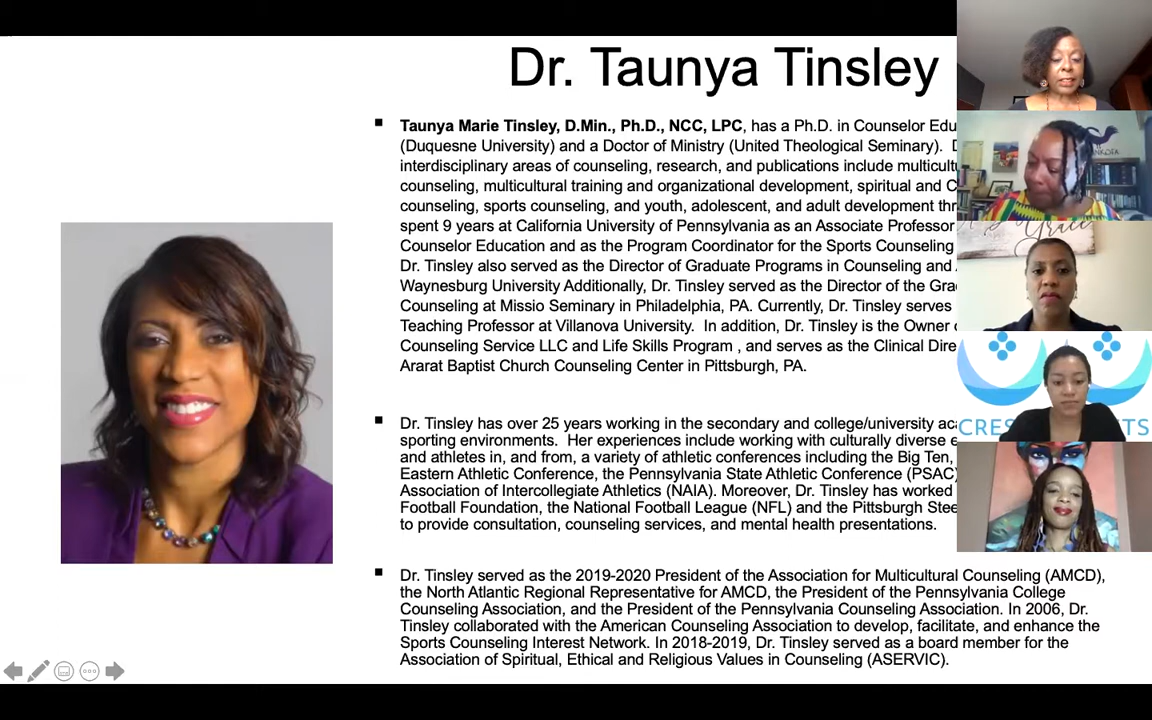 Dr. Taunya Tinsley
Taunya Marie Tinsley, D.Min., Ph.D., NCC, LPC, has a Ph.D. in Counselor Edu
(Duquesne University) and a Doctor of Ministry (United Theological Seminary).
interdisciplinary areas of counseling, research, and publications include multicult
counseling, multicultural training and organizational development, spiritual and C
counseling, sports counseling, and youth, adolescent, and adult development thr
spent 9 years at California University of Pennsylvania as an Associate Professor
Counselor Education and as the Program Coordinator for the Sports Counseling
Dr. Tinsley also served as the Director of Graduate Programs in Counseling and
Waynesburg University Additionally, Dr. Tinsley served as the Director of the Gra
Counseling at Missio Seminary in Philadelphia, PA. Currently, Dr. Tinsley serves
Teaching Professor at Villanova University.  In addition, Dr. Tinsley is the Owner
Counseling Service LLC and Life Skills Program , and serves as the Clinical Dire
Ararat Baptist Church Counseling Center in Pittsburgh, PA.
Dr. Tinsley has over 25 years working in the secondary and college/university aca
sporting environments.  Her experiences include working with culturally diverse e
and athletes in, and from, a variety of athletic conferences including the Big Ten,
Eastern Athletic Conference, the Pennsylvania State Athletic Conference (PSAC)
Association of Intercollegiate Athletics (NAIA). Moreover, Dr. Tinsley has worked
Football Foundation, the National Football League (NFL) and the Pittsburgh Stee
to provide consultation, counseling services, and mental health presentations.
Dr. Tinsley served as the 2019-2020 President of the Association for Multicultural Counseling (AMCD),
the North Atlantic Regional Representative for AMCD, the President of the Pennsylvania College
Counseling Association, and the President of the Pennsylvania Counseling Association. In 2006, Dr.
Tinsley collaborated with the American Counseling Association to develop, facilitate, and enhance the
Sports Counseling Interest Network. In 2018-2019, Dr. Tinsley served as a board member for the
Association of Spiritual, Ethical and Religious Values in Counseling (ASERVIC).
Grace
CRES
TS